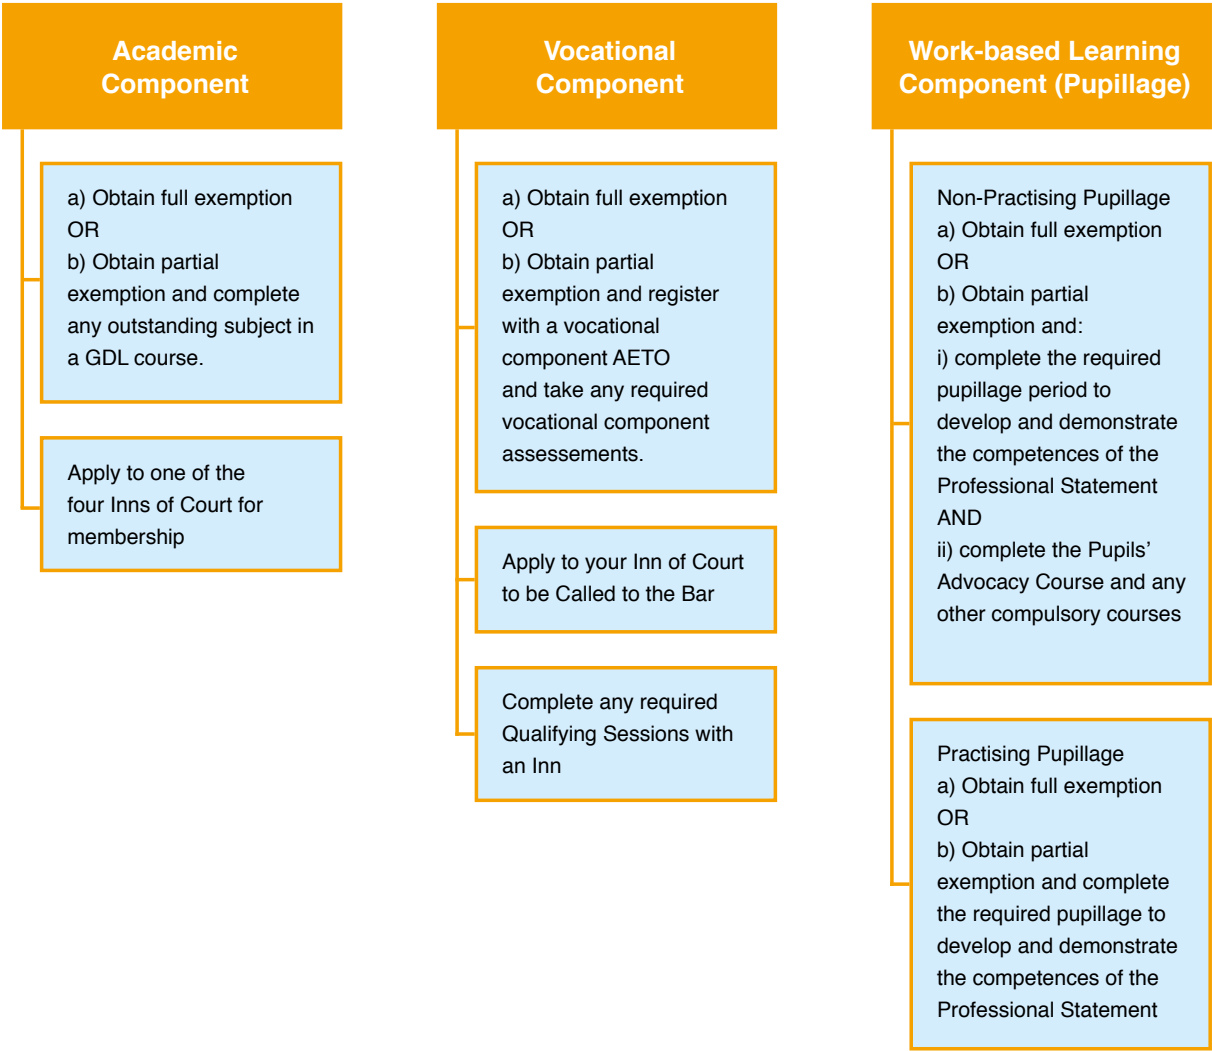 Academic
Component
a) Obtain full exemption
OR
b) Obtain partial
exemption and complete
any outstanding subject in
a GDL course.
Apply to one of the
four Inns of Court for
membership
Vocational
Component
a) Obtain full exemption
OR
b) Obtain partial
exemption and register
with a vocational
component AETO
and take any required
vocational component
assessements.
Apply to your Inn of Court
to be Called to the Bar
Complete any required
Qualifying Sessions with
an Inn
Work-based Learning
Component (Pupillage)
Non-Practising Pupillage
a) Obtain full exemption
OR
b) Obtain partial
exemption and:
i) complete the required
pupillage period to
develop and demonstrate
the competences of the
Professional Statement
AND
ii) complete the Pupils’
Advocacy Course and any
other compulsory courses
Practising Pupillage
a) Obtain full exemption
OR
b) Obtain partial
exemption and complete
the required pupillage to
develop and demonstrate
the competences of the
Professional Statement